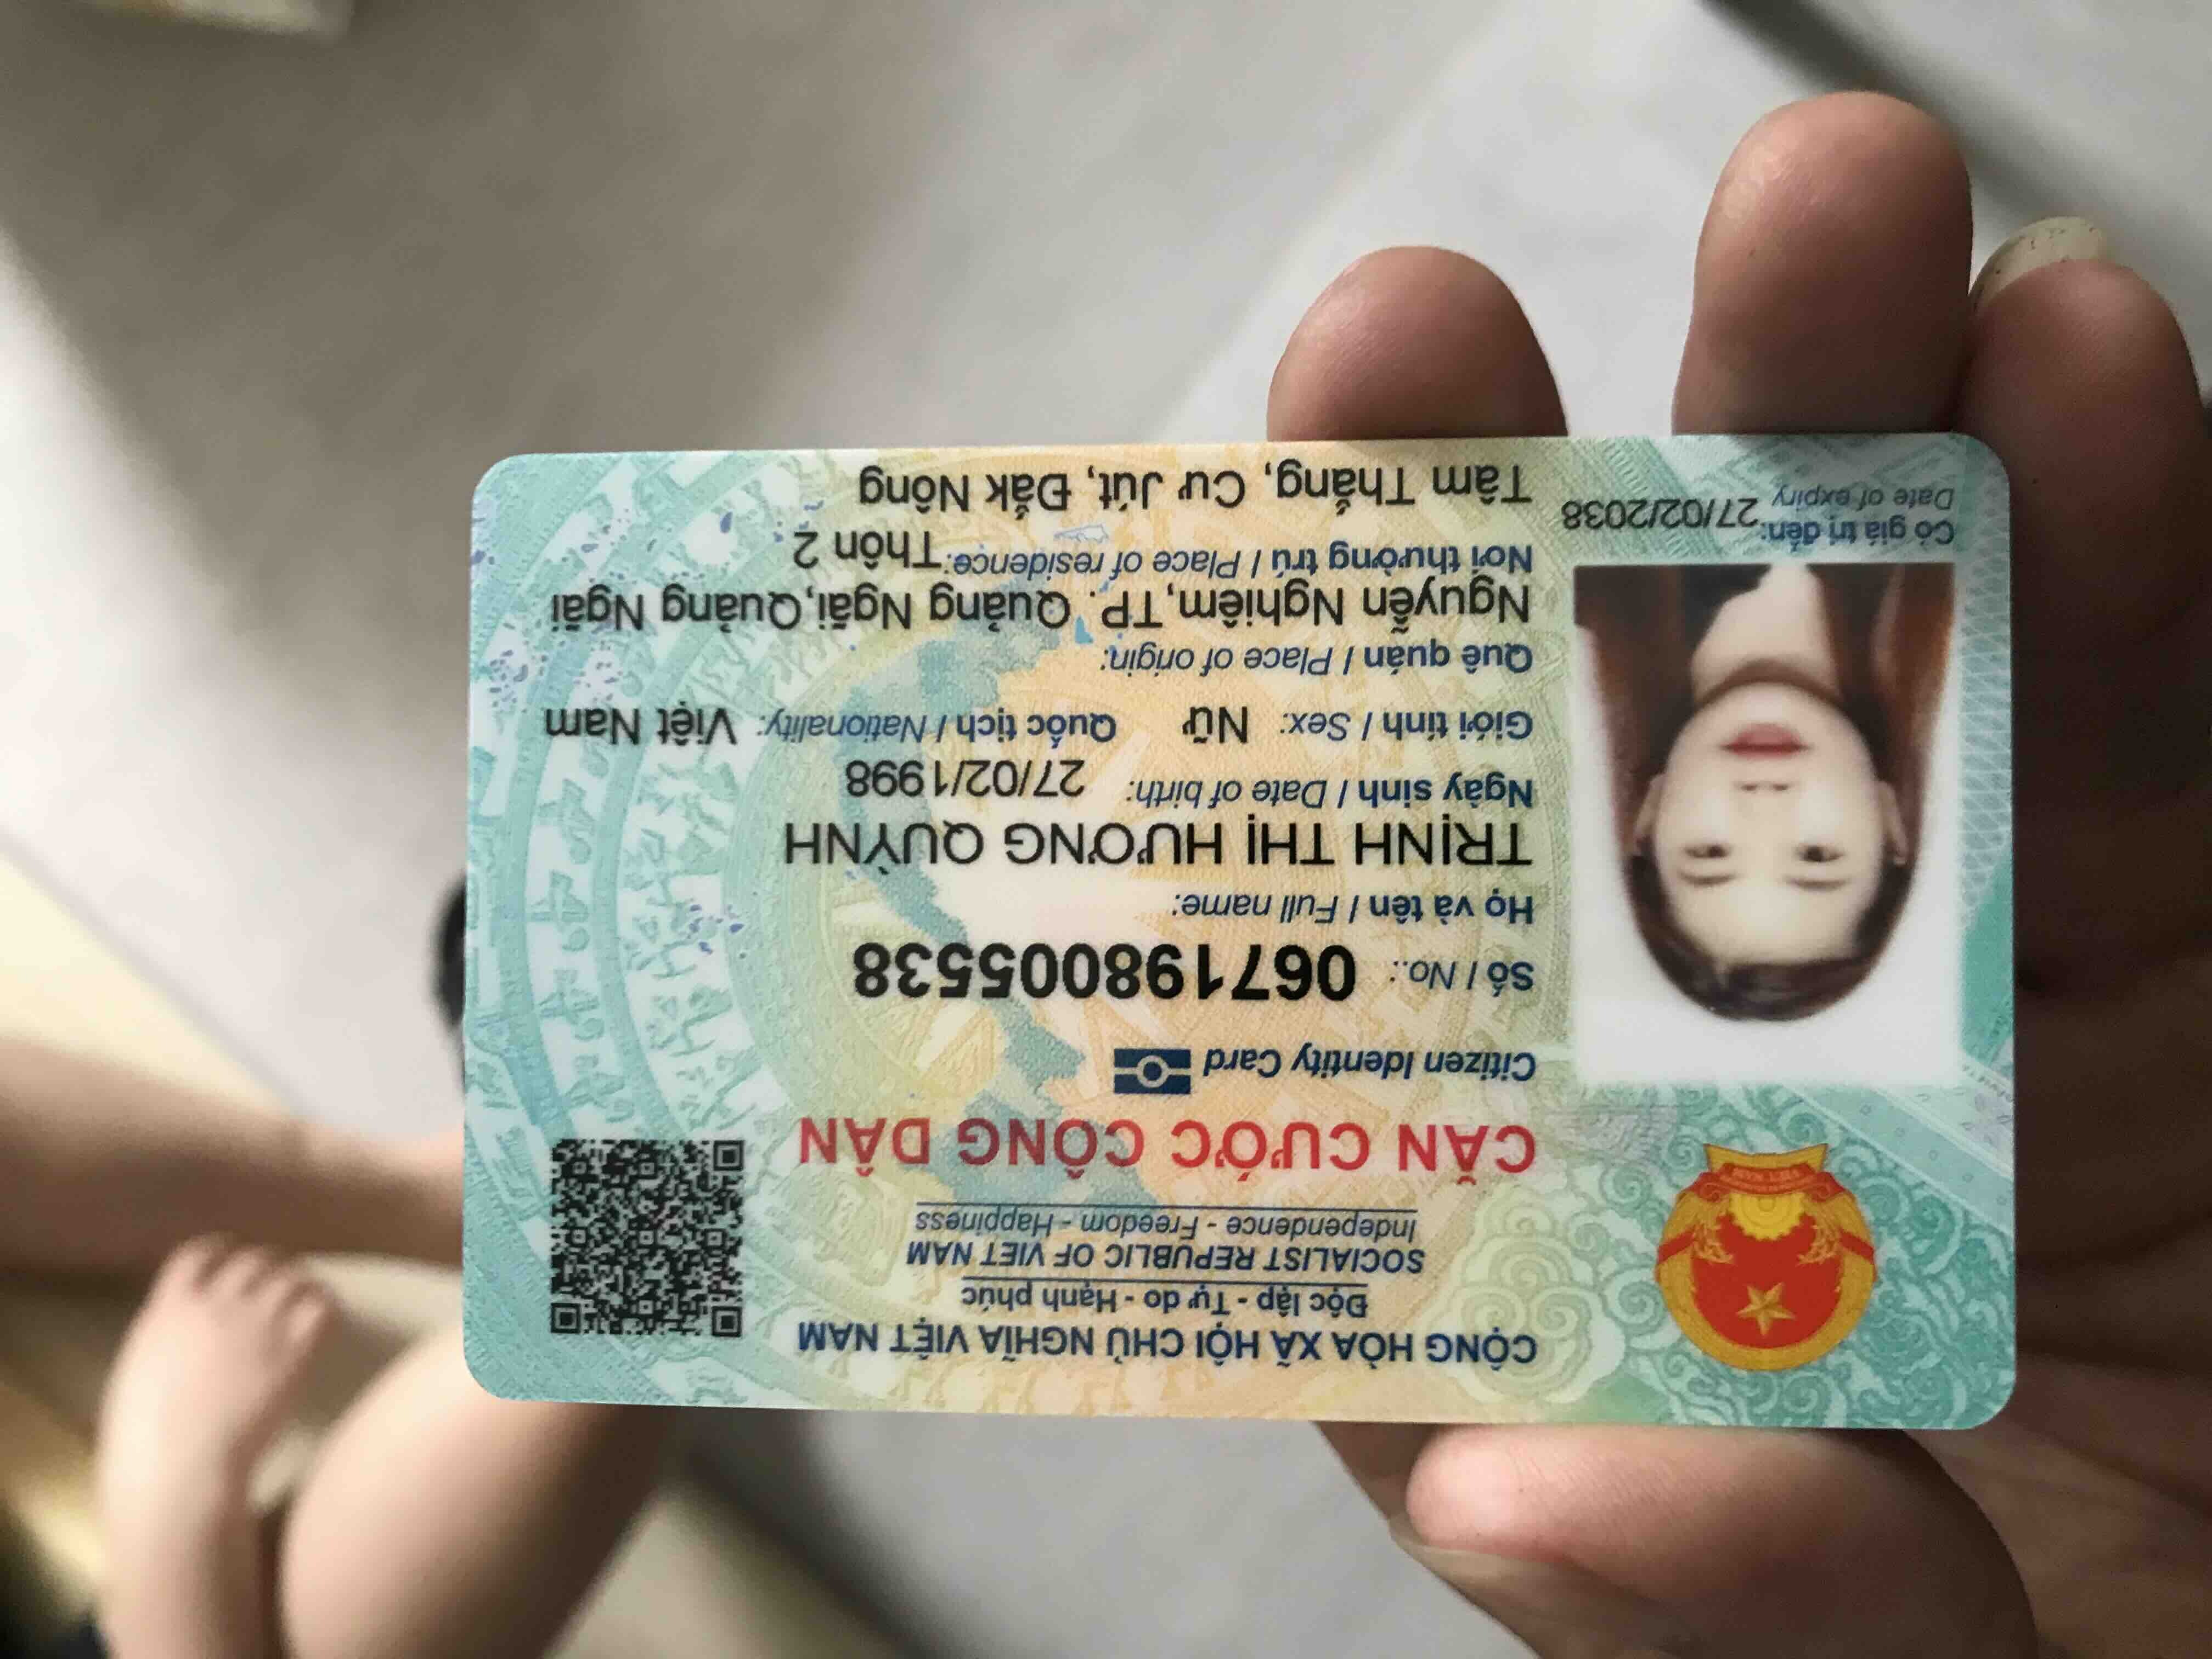 CỘNG HÒA XÃ HỘI CHỦ NGHĨA VIỆT NAM
Độc lập - Tự do - Hạnh phúc
SOCIALIST REPUBLIC OF VIET NAM
Independence - Freedom - Happiness
CĂN CƯỚC CÔNG DÂN
Citizen Identity Card
Số / No.: 067198005538
Họ và tên / Full name:
TRỊNH THỊ HƯƠNG QUỲNH
Ngày sinh / Date of birth: 27/02/1998
Giới tính / Sex: Nữ Quốc tịch / Nationality: Việt Nam
Quê quán / Place of origin:
Nguyễn Nghiêm,TP. Quảng Ngãi,Quảng Ngãi
Nơi thường trú / Place of residence: Thôn 2
Tâm Thắng, Cư Jút, Đắk Nông
Có giá trị đến: 27/02/2038
Date of expiry